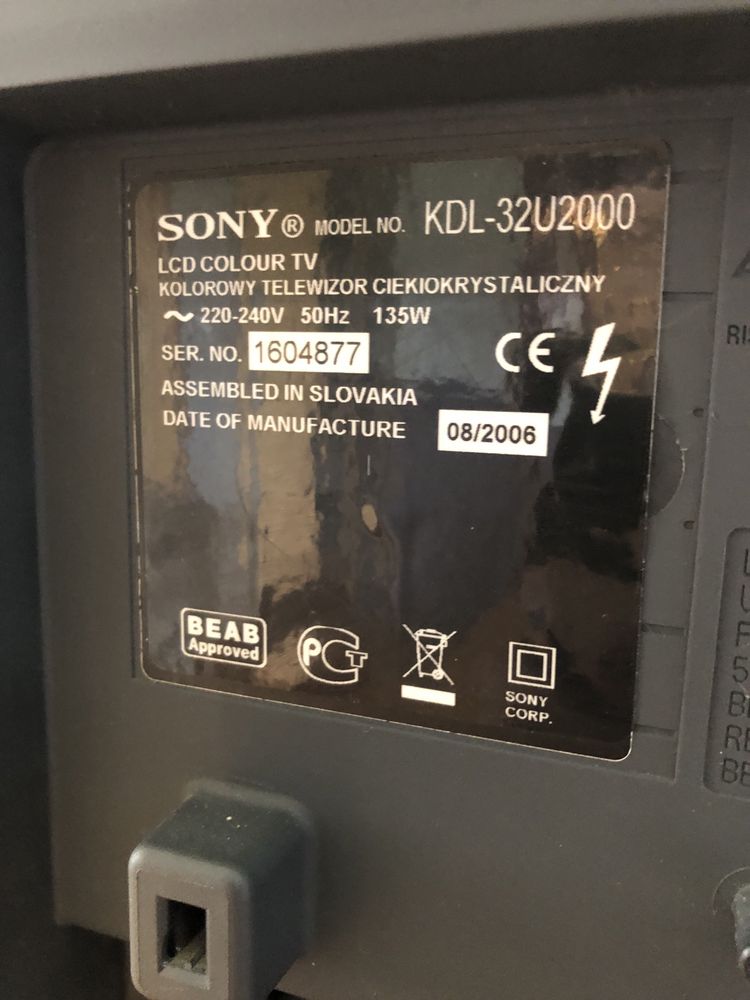 SONY® MODEL NO. KDL-32U2000
LCD COLOUR TV
KOLOROWY TELEWIZOR CIEKIOKRYSTALICZNY
~ 220-240V 50Hz 135W
SER. NO. 1604877
CE
ASSEMBLED IN SLOVAKIA
DATE OF MANUFACTURE 08/2006
BEAB
Approved
PCT
SONY
CORP.